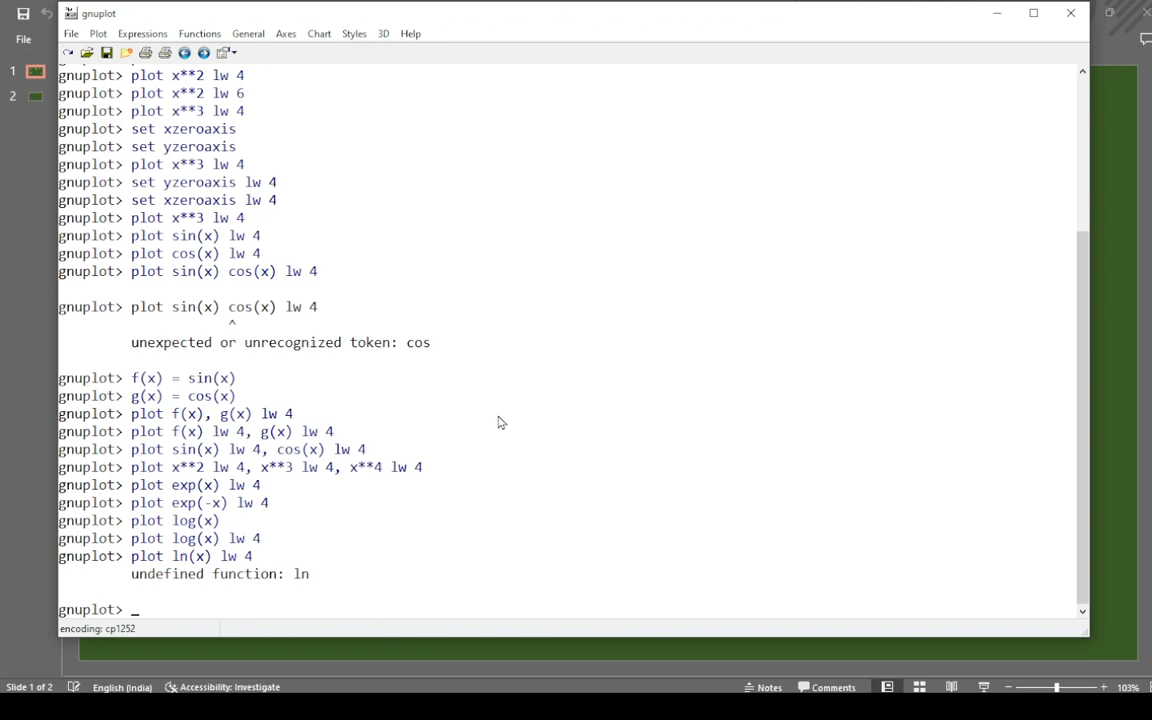 gnuplot
File
File Plot Expressions Functions General Axes Chart Styles 3D Help
1
2
gnuplot> plot x**2 lw 4
gnuplot> plot x**2 lw 6
gnuplot> plot x**3 lw 4
gnuplot> set xzeroaxis
gnuplot> set yzeroaxis
gnuplot> plot x**3 lw 4
gnuplot> set yzeroaxis lw 4
gnuplot> set xzeroaxis lw 4
gnuplot> plot x**3 lw 4
gnuplot> plot sin(x) lw 4
gnuplot> plot cos(x) lw 4
gnuplot> plot sin(x) cos(x) lw 4
gnuplot> plot sin(x) cos(x) lw 4
^
unexpected or unrecognized token: cos
gnuplot> f(x) = sin(x)
gnuplot> g(x) = cos(x)
gnuplot> plot f(x), g(x) lw 4
gnuplot> plot f(x) lw 4, g(x) lw 4
gnuplot> plot sin(x) lw 4, cos(x) lw 4
gnuplot> plot x**2 lw 4, x**3 lw 4, x**4 lw 4
gnuplot> plot exp(x) lw 4
gnuplot> plot exp(-x) lw 4
gnuplot> plot log(x)
gnuplot> plot log(x) lw 4
gnuplot> plot ln(x) lw 4
undefined function: ln
gnuplot> _
encoding: cp1252
Slide 1 of 2 English (India) Accessibility: Investigate Notes Comments 103%